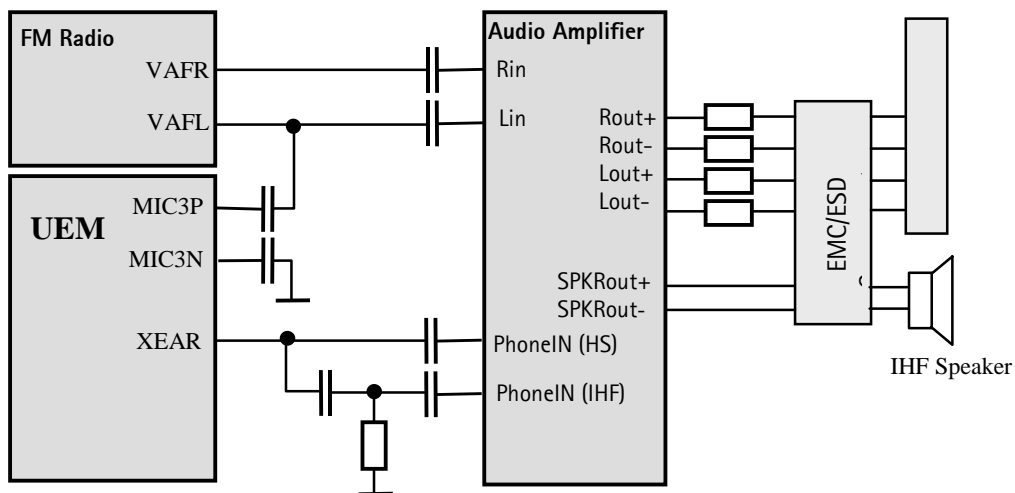 FM Radio
VAFR
VAFL
UEM
MIC3P
MIC3N
XEAR
Audio Amplifier
Rin
Lin
Rout+
Rout-
Lout+
Lout-
SPKRout+
SPKRout-
PhoneIN (HS)
PhoneIN (IHF)
EMC/ESD
IHF Speaker